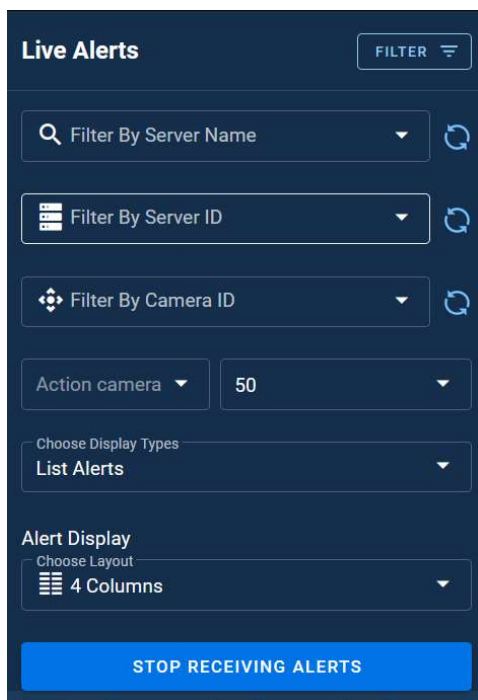 Live Alerts
FILTER
Filter By Server Name
Filter By Server ID
Filter By Camera ID
Action camera
50
Choose Display Types
List Alerts
Alert Display
Choose Layout
4 Columns
STOP RECEIVING ALERTS